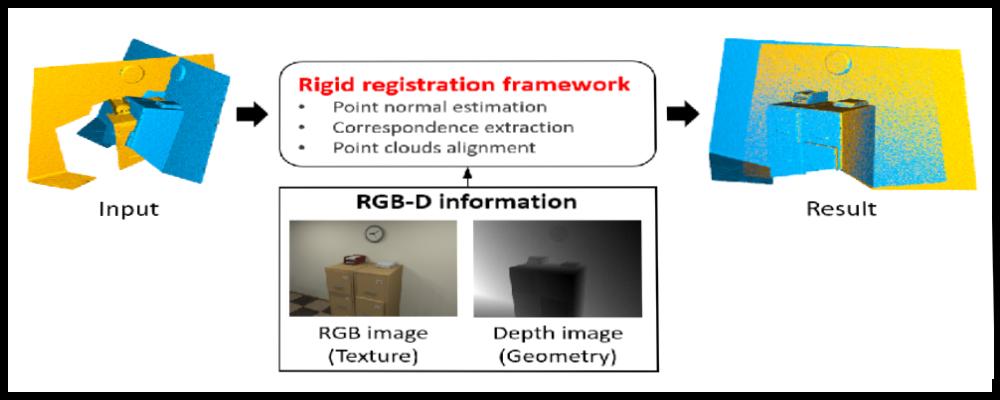 Input
Rigid registration framework
• Point normal estimation
• Correspondence extraction
• Point clouds alignment
Result
RGB-D information
RGB image
(Texture)
Depth image
(Geometry)